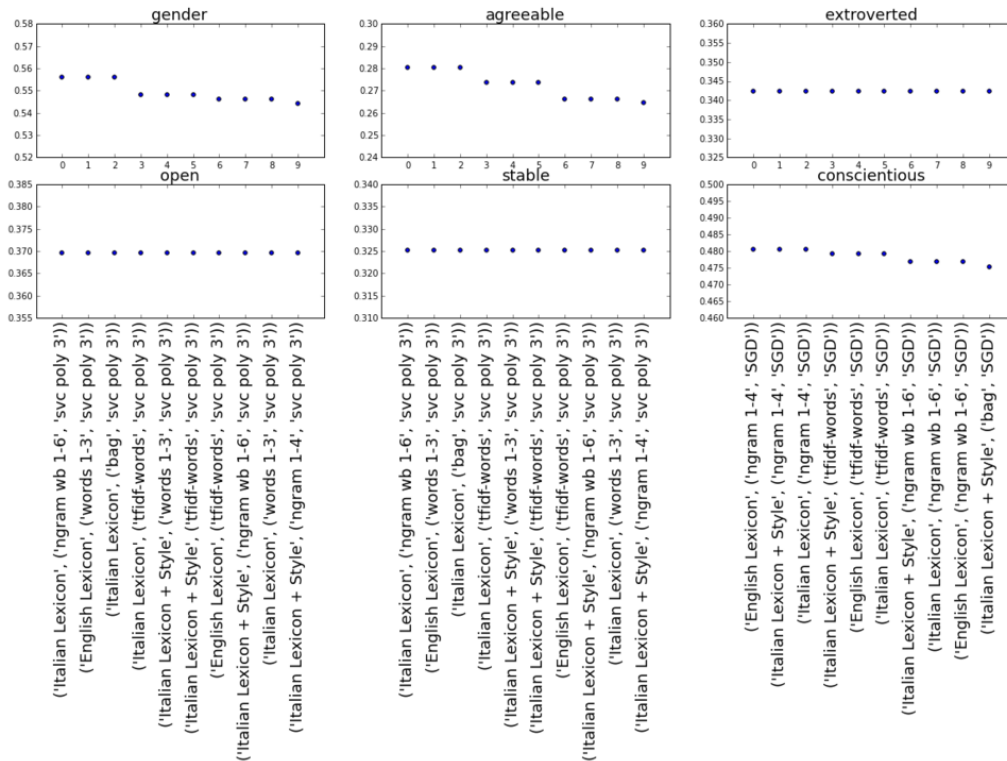 gender
0.58
0.56
0.56
0.55
0.54
0.53
0.52
0 1 2 3 4 5 6 7 8 9
agreeable
0.30
0.29
0.28
0.27
0.26
0.25
0.24
0 1 2 3 4 5 6 7 8 9
extroverted
0.360
0.355
0.350
0.345
0.340
0.335
0.330
0.325
0 1 2 3 4 5 6 7 8 9
open
0.385
0.380
0.375
0.370
0.365
0.360
0.355
('Italian Lexicon', ('ngram wb 1-6', 'svc poly 3'))
('English Lexicon', ('words 1-3', 'svc poly 3'))
('Italian Lexicon', ('bag', 'svc poly 3'))
('Italian Lexicon', ('tfidf-words', 'svc poly 3'))
('Italian Lexicon + Style', ('words 1-3', 'svc poly 3'))
('Italian Lexicon + Style', ('tfidf-words', 'svc poly 3'))
('English Lexicon', ('tfidf-words', 'svc poly 3'))
('Italian Lexicon + Style', ('ngram wb 1-6', 'svc poly 3'))
('Italian Lexicon', ('words 1-3', 'svc poly 3'))
('Italian Lexicon + Style', ('ngram 1-4', 'svc poly 3'))
stable
0.340
0.335
0.330
0.325
0.320
0.315
0.310
('Italian Lexicon', ('ngram wb 1-6', 'svc poly 3'))
('English Lexicon', ('words 1-3', 'svc poly 3'))
('Italian Lexicon', ('bag', 'svc poly 3'))
('Italian Lexicon', ('tfidf-words', 'svc poly 3'))
('Italian Lexicon + Style', ('words 1-3', 'svc poly 3'))
('Italian Lexicon + Style', ('tfidf-words', 'svc poly 3'))
('English Lexicon', ('tfidf-words', 'svc poly 3'))
('Italian Lexicon + Style', ('ngram wb 1-6', 'svc poly 3'))
('Italian Lexicon', ('words 1-3', 'svc poly 3'))
('Italian Lexicon + Style', ('ngram 1-4', 'svc poly 3'))
conscientious
0.500
0.495
0.490
0.485
0.480
0.475
0.470
0.465
0.460
('English Lexicon', ('ngram 1-4', 'SGD'))
('Italian Lexicon + Style', ('ngram 1-4', 'SGD'))
('Italian Lexicon', ('ngram 1-4', 'SGD'))
('Italian Lexicon + Style', ('tfidf-words', 'SGD'))
('English Lexicon', ('tfidf-words', 'SGD'))
('Italian Lexicon', ('tfidf-words', 'SGD'))
('Italian Lexicon + Style', ('ngram wb 1-6', 'SGD'))
('Italian Lexicon', ('ngram wb 1-6', 'SGD'))
('English Lexicon', ('ngram wb 1-6', 'SGD'))
('Italian Lexicon + Style', ('bag', 'SGD'))